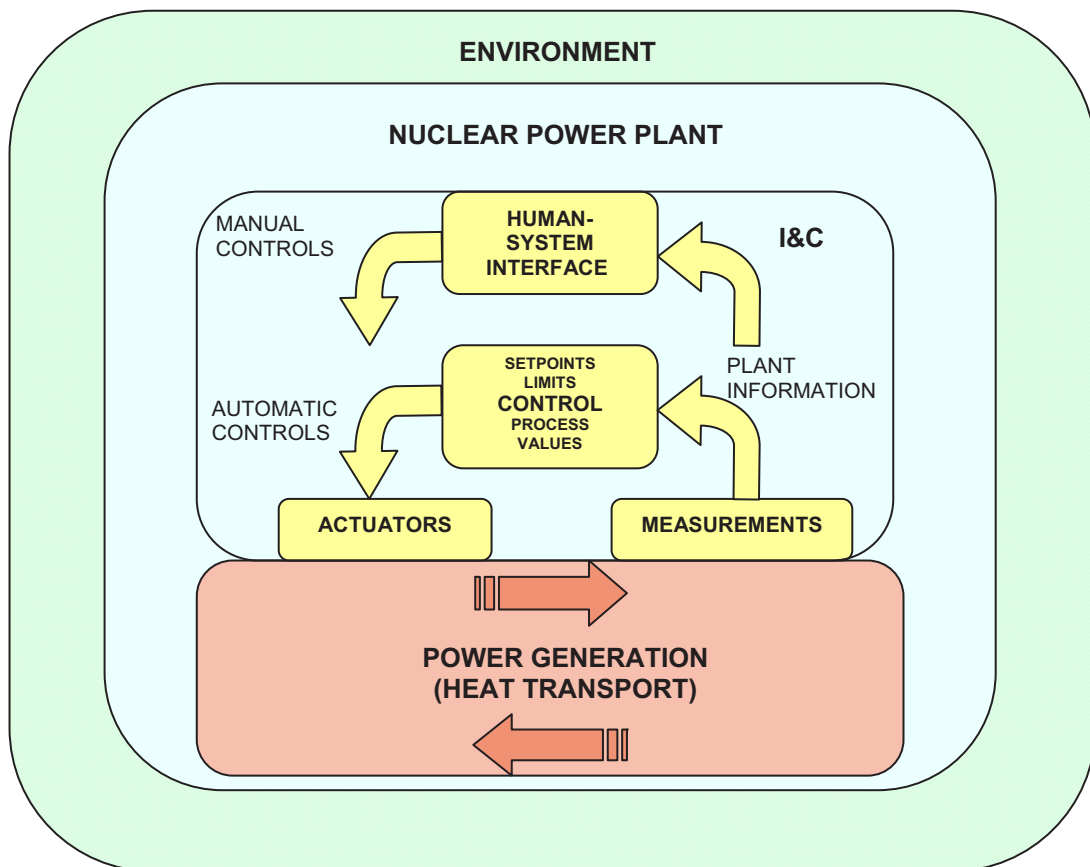 ENVIRONMENT
NUCLEAR POWER PLANT
MANUAL
CONTROLS
HUMAN-
SYSTEM
INTERFACE
I&C
AUTOMATIC
CONTROLS
SETPOINTS
LIMITS
CONTROL
PROCESS
VALUES
PLANT
INFORMATION
ACTUATORS
MEASUREMENTS
POWER GENERATION
(HEAT TRANSPORT)